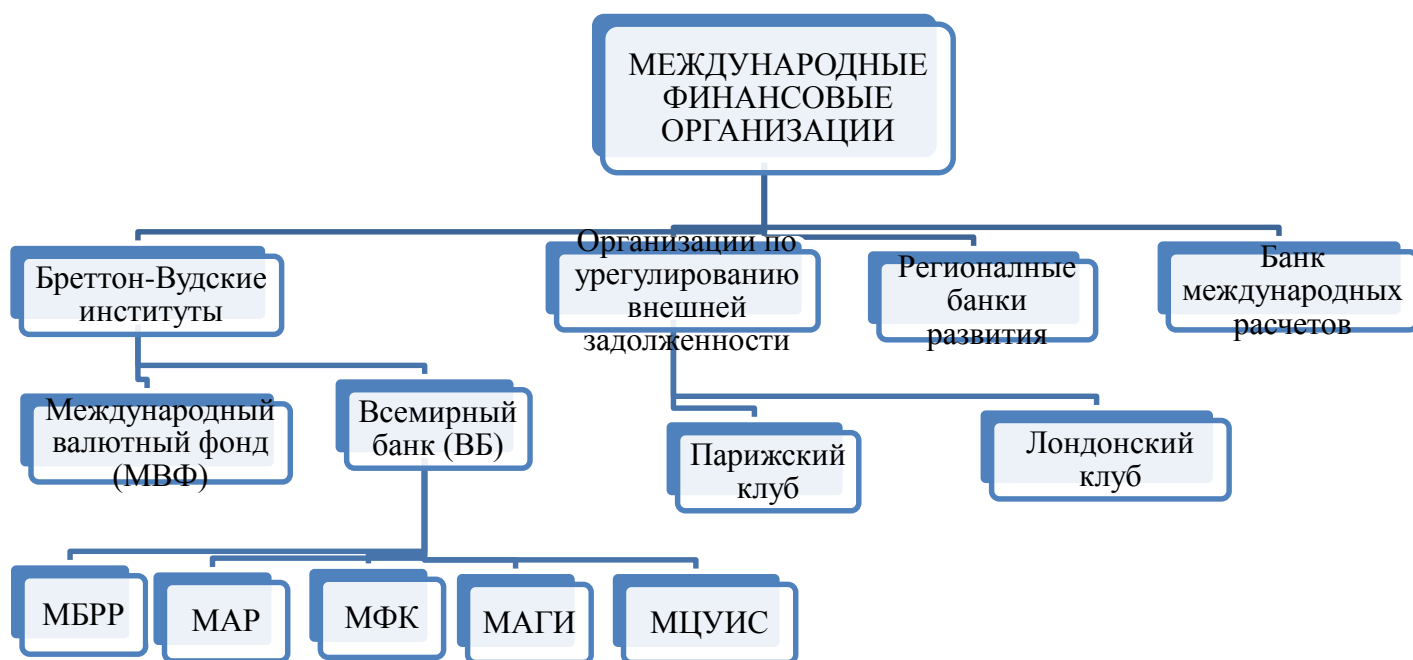 МЕЖДУНАРОДНЫЕ
ФИНАНСОВЫЕ
ОРГАНИЗАЦИИ
Бреттон-Вудские
институты
Организации по
урегулированию
внешней
задолженности
Регионалные
банки
развития
Банк
международных
расчетов
Международный
валютный фонд
(МВФ)
Всемирный
банк (ВБ)
Парижский
клуб
Лондонский
клуб
МБРР
МАР
МФК
МАГИ
МЦУИС